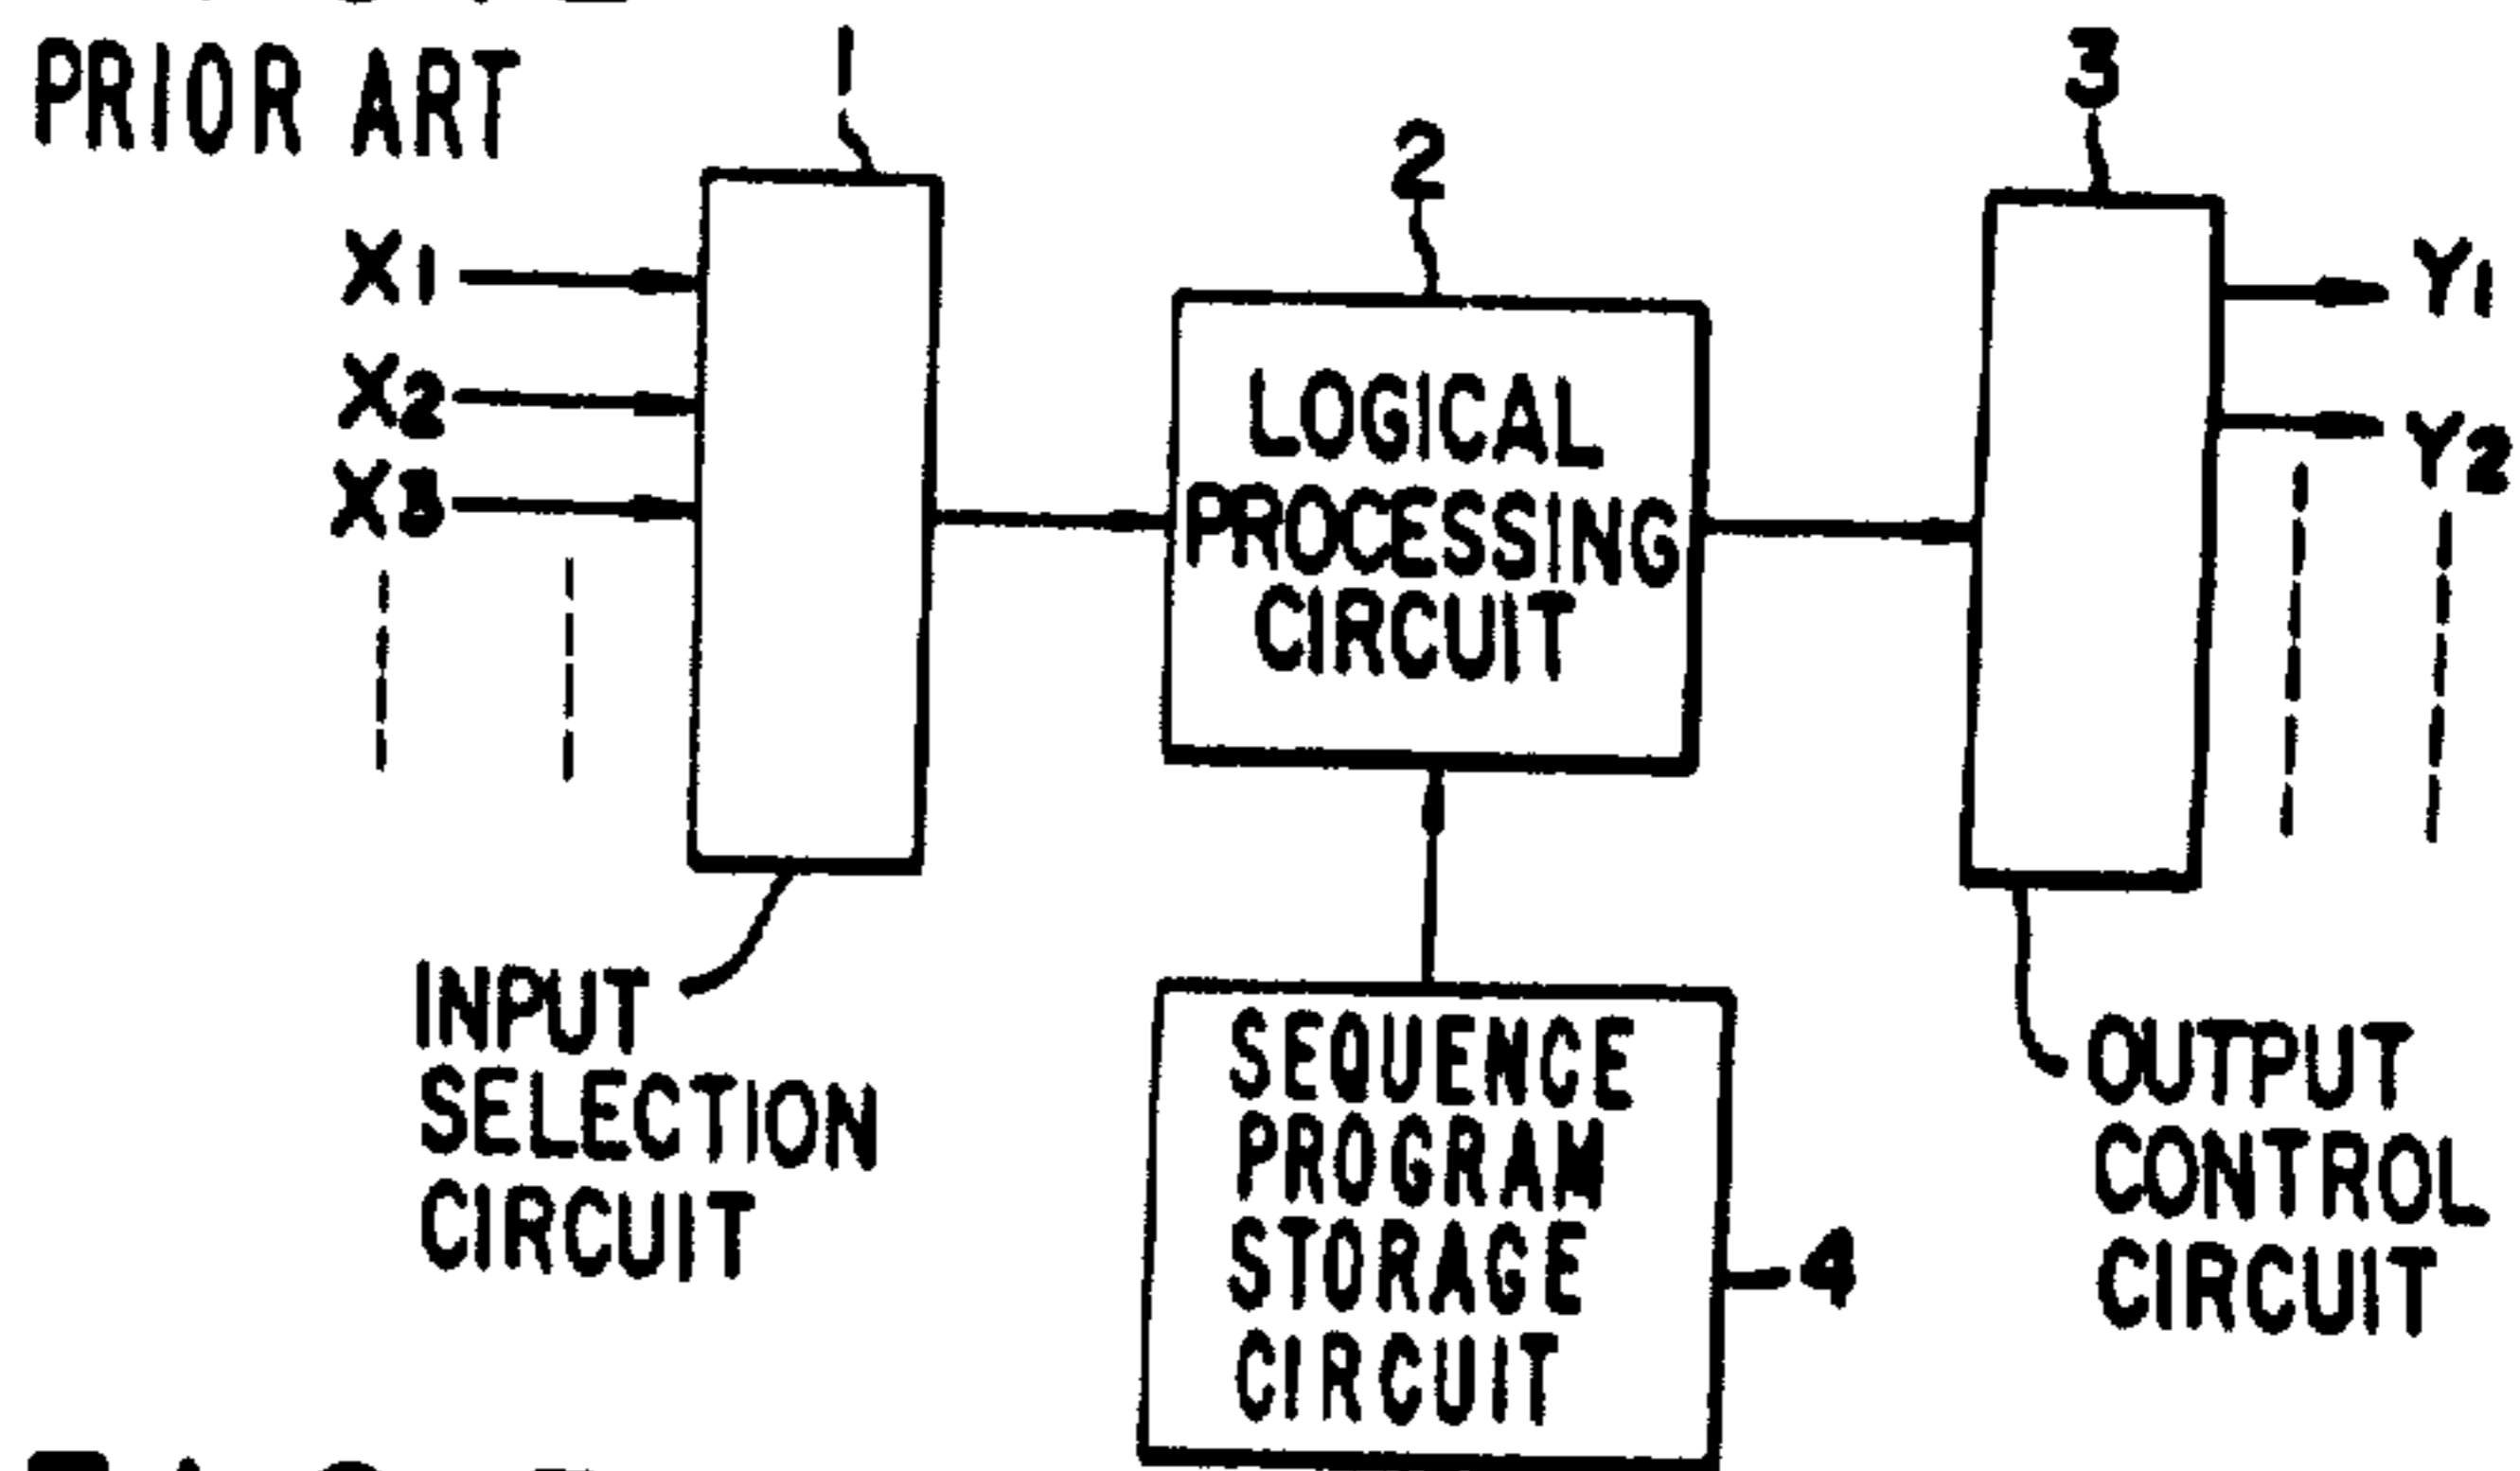 PRIOR ART
1
2
3
X1
X2
X3
Y1
Y2
LOGICAL
PROCESSING
CIRCUIT
INPUT
SELECTION
CIRCUIT
SEQUENCE
PROGRAM
STORAGE
CIRCUIT
4
OUTPUT
CONTROL
CIRCUIT